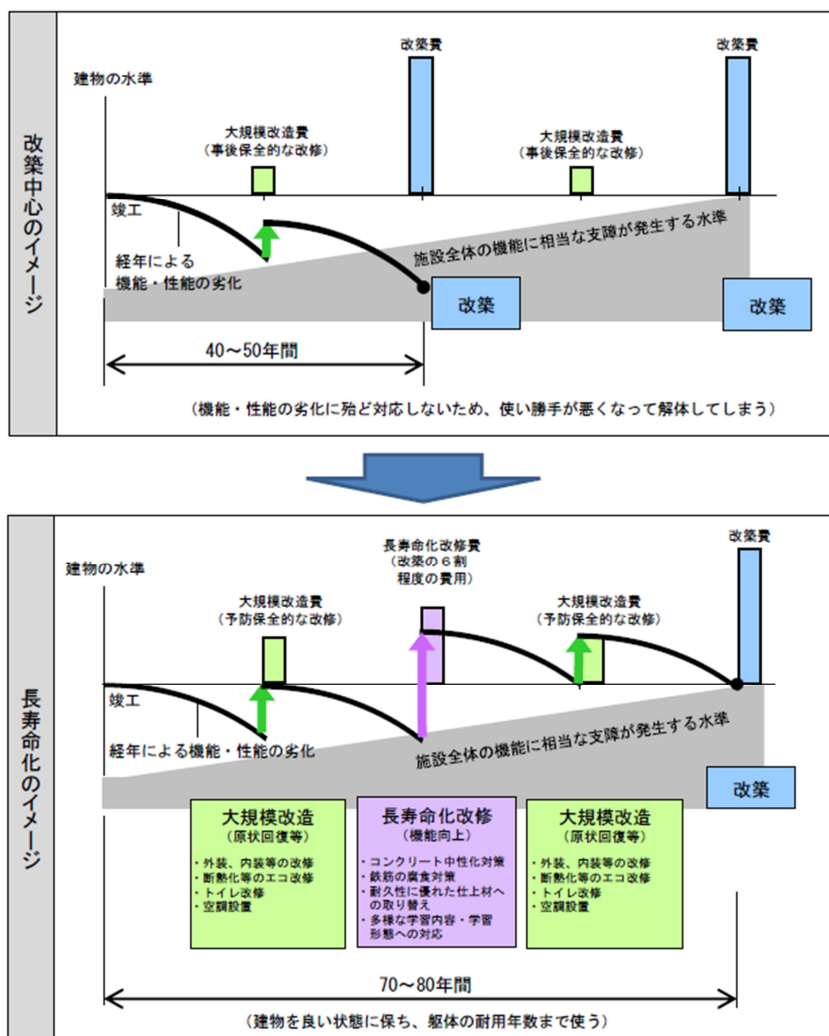 改築中心のイメージ
建物の水準
改築費
改築費
大規模改造費
(事後保全的な改修)
大規模改造費
(事後保全的な改修)
竣工
経年による
機能・性能の劣化
施設全体の機能に相当な支障が発生する水準
改築
改築
40～50年間
(機能・性能の劣化に殆ど対応しないため、使い勝手が悪くなって解体してしまう)
長寿命化のイメージ
建物の水準
改築費
長寿命化改修費
(改築の6割
程度の費用)
大規模改造費
(予防保全的な改修)
大規模改造費
(予防保全的な改修)
竣工
経年による機能・性能の劣化
施設全体の機能に相当な支障が発生する水準
改築
大規模改造
(原状回復等)
・外装、内装等の改修
・断熱化等のエコ改修
・トイレ改修
・空調設置
長寿命化改修
(機能向上)
・コンクリート中性化対策
・鉄筋の腐食対策
・耐久性に優れた仕上材へ
の取り替え
・多様な学習内容・学習
形態への対応
大規模改造
(原状回復等)
・外装、内装等の改修
・断熱化等のエコ改修
・トイレ改修
・空調設置
70～80年間
(建物を良い状態に保ち、躯体の耐用年数まで使う)